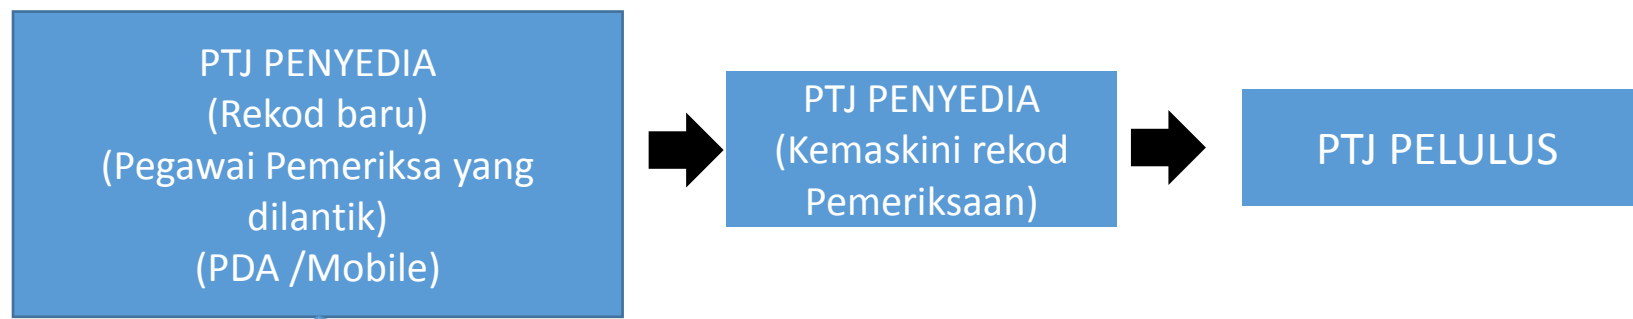 PTJ PENYEDIA
(Rekod baru)
(Pegawai Pemeriksa yang
dilantik)
(PDA /Mobile)
PTJ PENYEDIA
(Kemaskini rekod
Pemeriksaan)
PTJ PELULUS